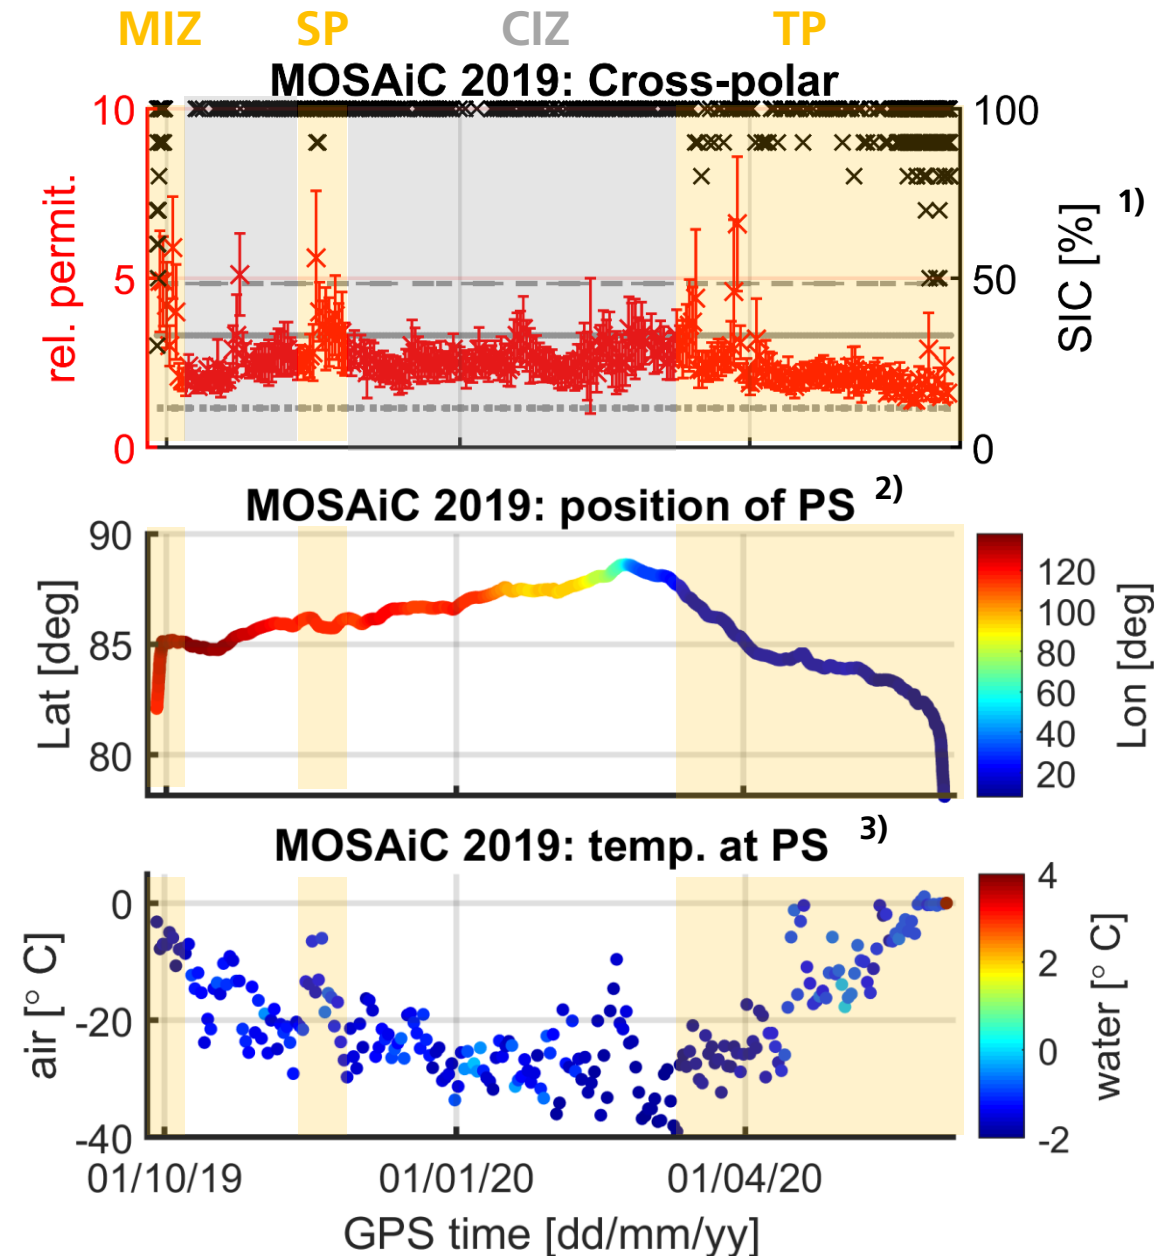 MIZ SP CIZ TP
MOSAiC 2019: Cross-polar
10 100
rel. permit.
5 50
SIC [%] 1)
0 0
MOSAiC 2019: position of PS 2)
90
85
80
Lat [deg]
120
100
80
60
40
20
Lon [deg]
MOSAiC 2019: temp. at PS 3)
0
-20
-40
air [° C]
4
2
0
-2
water [° C]
01/10/19 01/01/20 01/04/20
GPS time [dd/mm/yy]